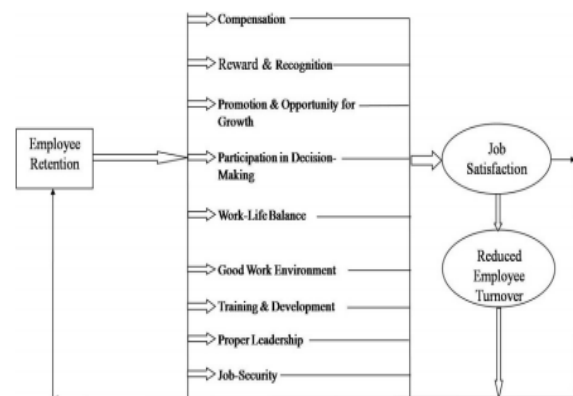 Compensation
Reward & Recognition
Promotion & Opportunity for
Growth
Employee
Retention
Participation in Decision-
Making
Job
Satisfaction
Work-Life Balance
Reduced
Employee
Turnover
Good Work Environment
Training & Development
Proper Leadership
Job-Security